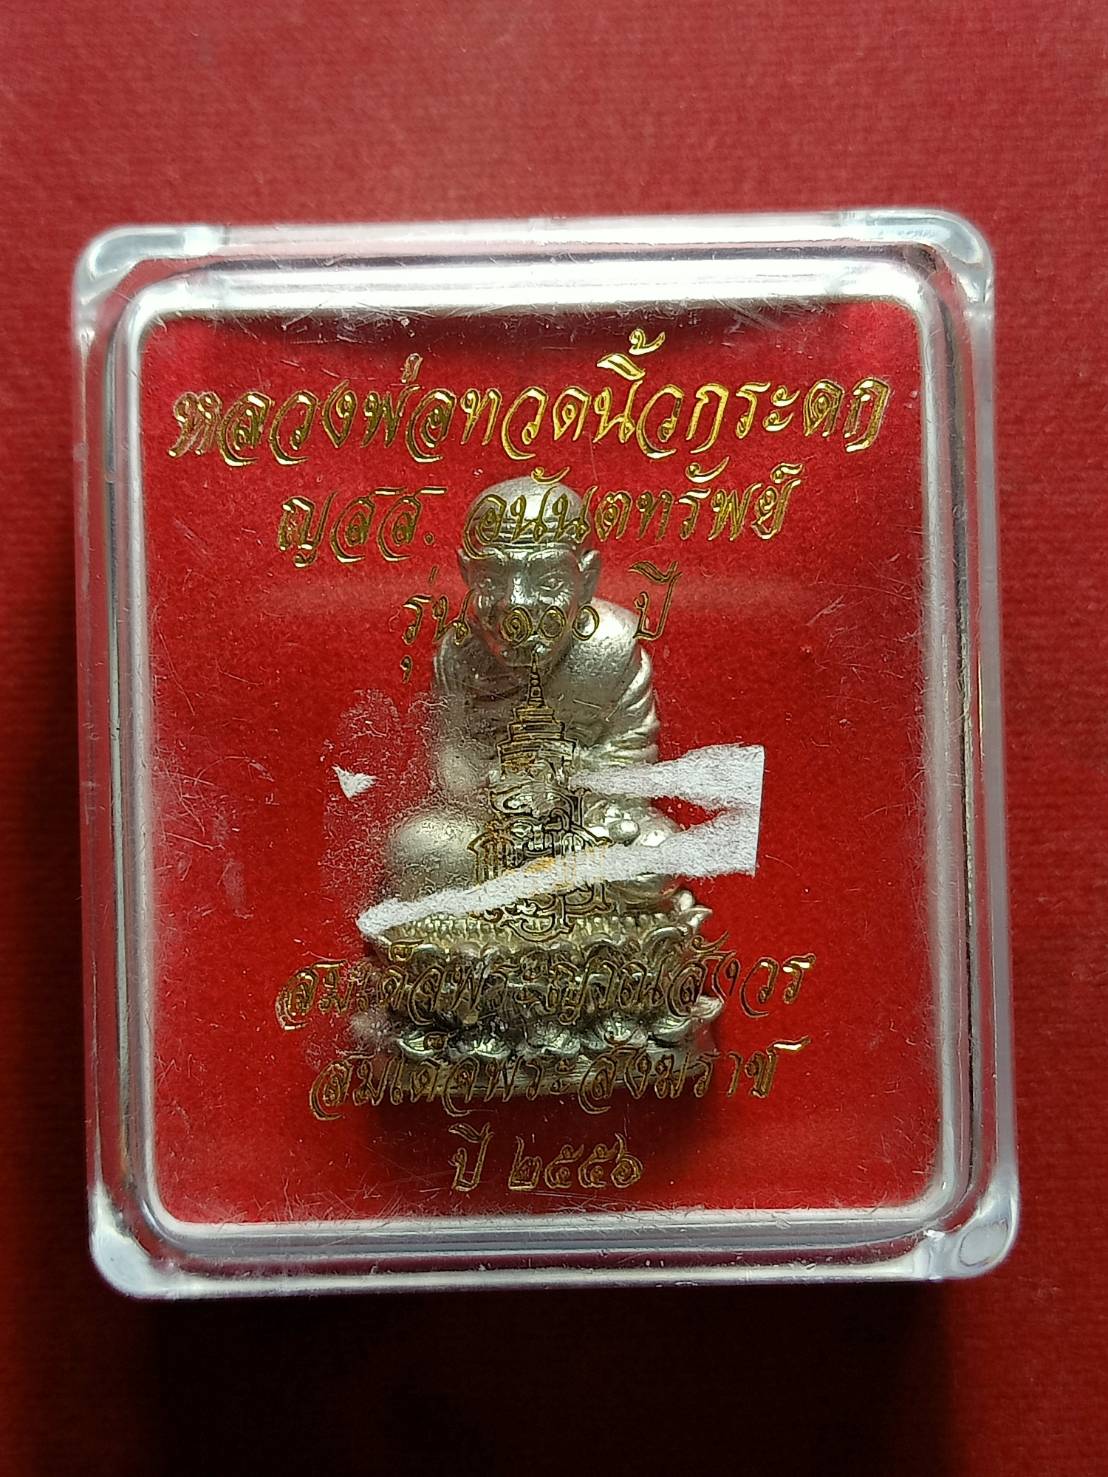 หลวงพ่อทวดนิ้วกระดก
ญสส. อนันตทรัพย์
รุ่น ๑๐๐ ปี
สมเด็จพระญาณสังวร
สมเด็จพระสังฆราช
ปี ๒๕๕๖